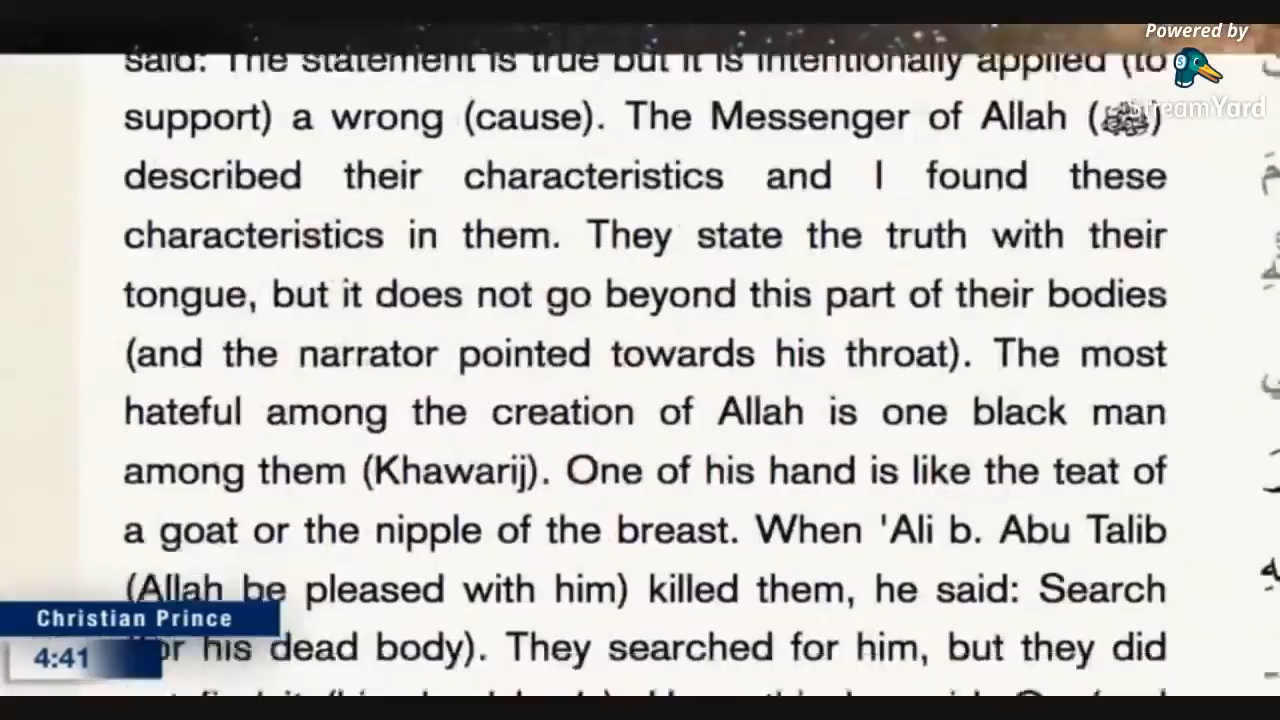 Powered by
StreamYard
said: The statement is true but it is intentionally applied (to
support) a wrong (cause). The Messenger of Allah (ﷺ)
described their characteristics and I found these
characteristics in them. They state the truth with their
tongue, but it does not go beyond this part of their bodies
(and the narrator pointed towards his throat). The most
hateful among the creation of Allah is one black man
among them (Khawarij). One of his hand is like the teat of
a goat or the nipple of the breast. When 'Ali b. Abu Talib
(Allah be pleased with him) killed them, he said: Search
his dead body). They searched for him, but they did
Christian Prince
4:41